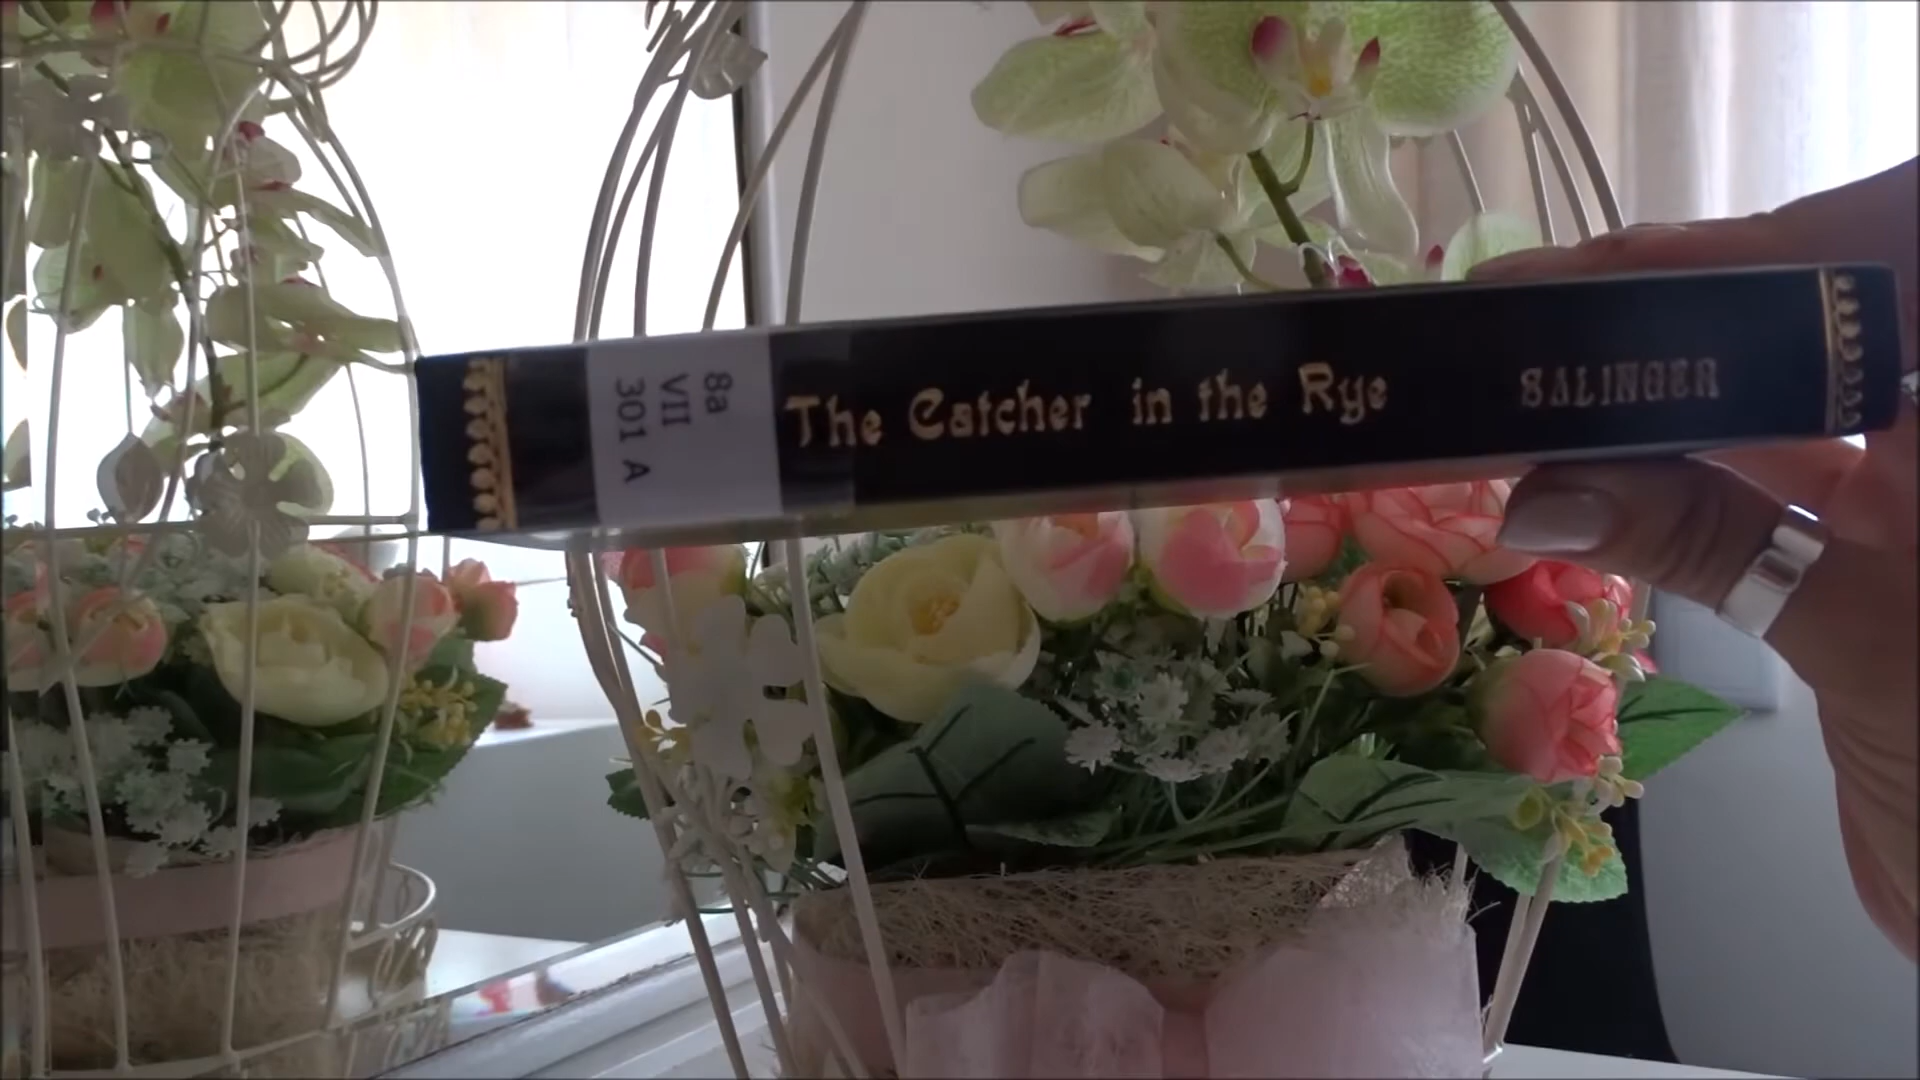 8a
VII
301 A
The Catcher in the Rye
SALINGER